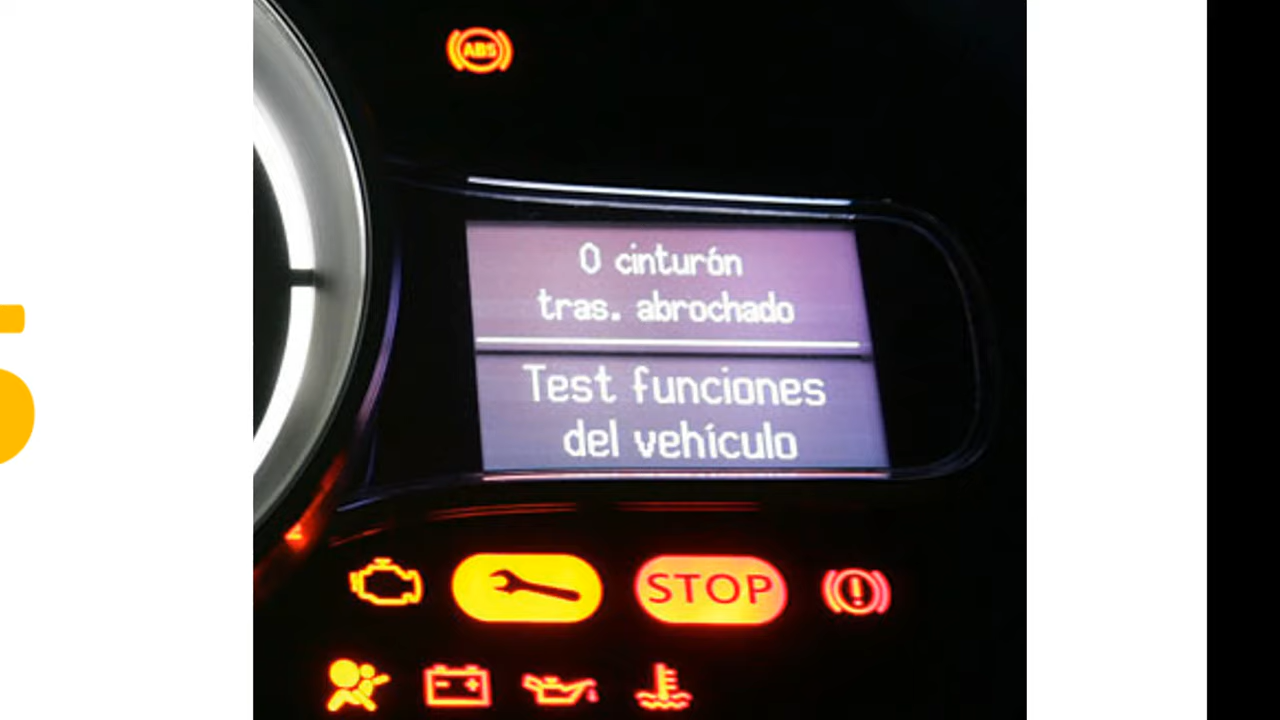 ABS
0 cinturón
tras. abrochado
Test funciones
del vehículo
STOP